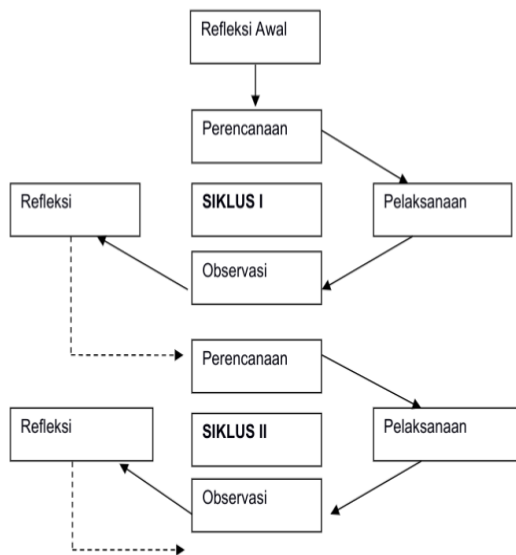 Refleksi Awal
Perencanaan
Refleksi
SIKLUS I
Pelaksanaan
Observasi
Perencanaan
Refleksi
SIKLUS II
Pelaksanaan
Observasi